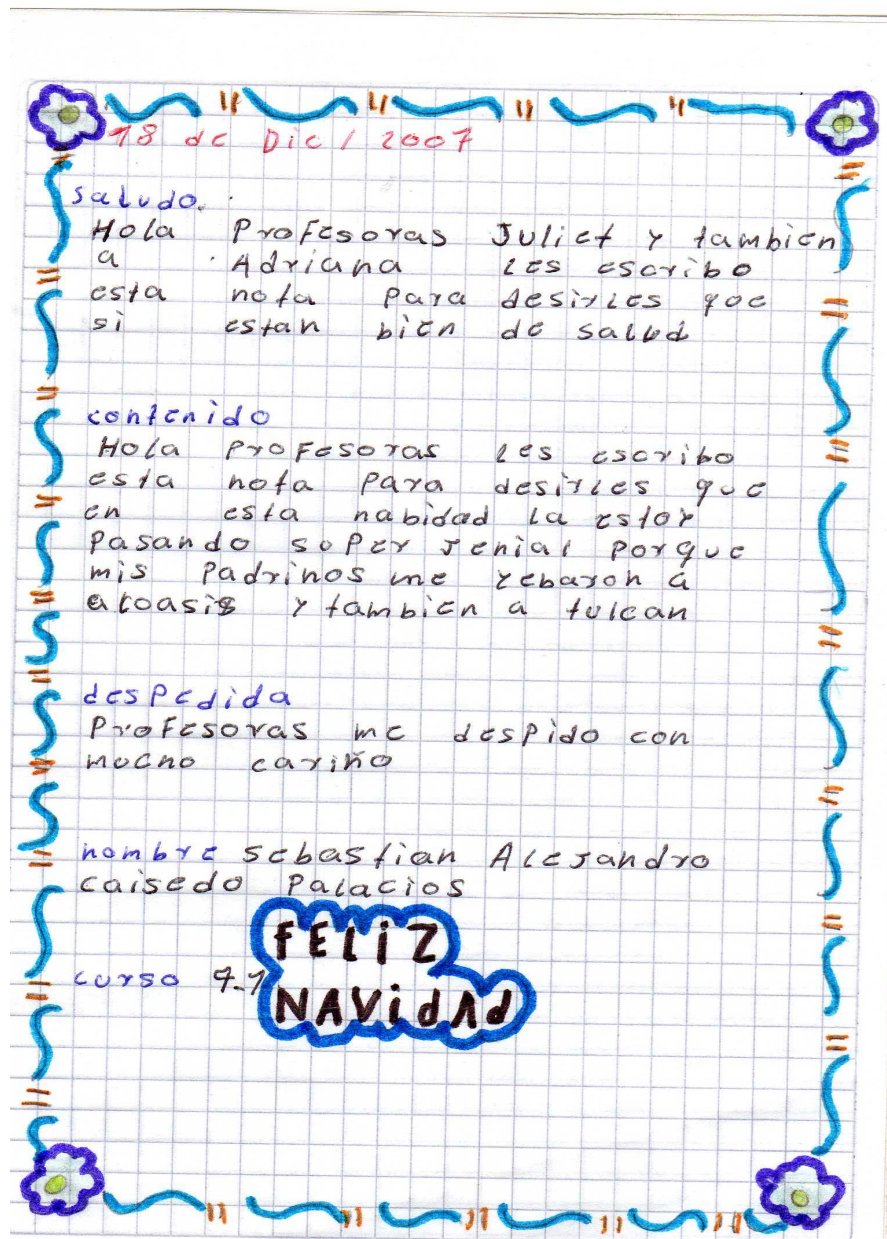 18 de Dic / 2007
saludo.
Hola Profesoras Juliet y tambien
a Adriana les escribo
esta nota para desirles que
si estan bien de salud
contenido
Hola Profesoras les escribo
esta nota para desirles que
en esta nabidad la estoy
pasando super jenial porque
mis padrinos me yebaron a
atoasis y tambien a tulcan
despedida
Profesoras me despido con
mucho cariño
nombre sebastian Alejandro
caisedo Palacios
FELiZ
curso 7-1
NAVidAd